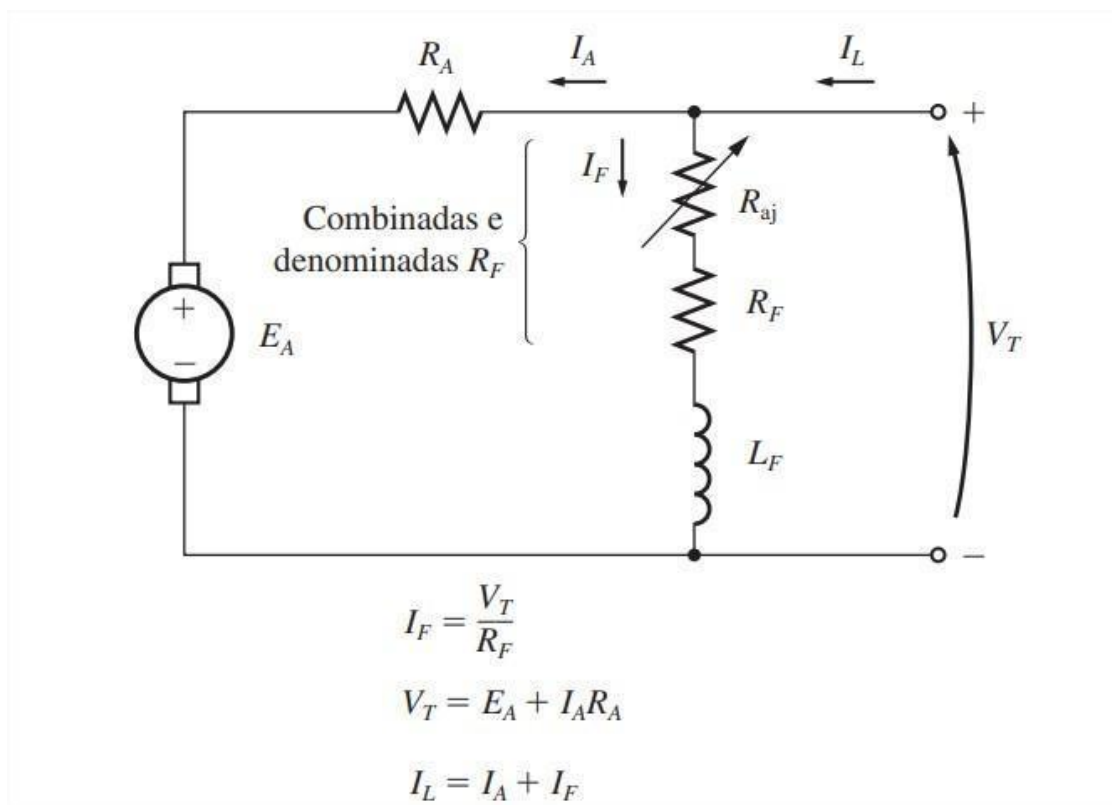 R_A
I_A
I_L
+
I_F
R_aj
Combinadas e
denominadas R_F
R_F
+
−
E_A
V_T
L_F
−
I_F = V_T / R_F
V_T = E_A + I_A R_A
I_L = I_A + I_F